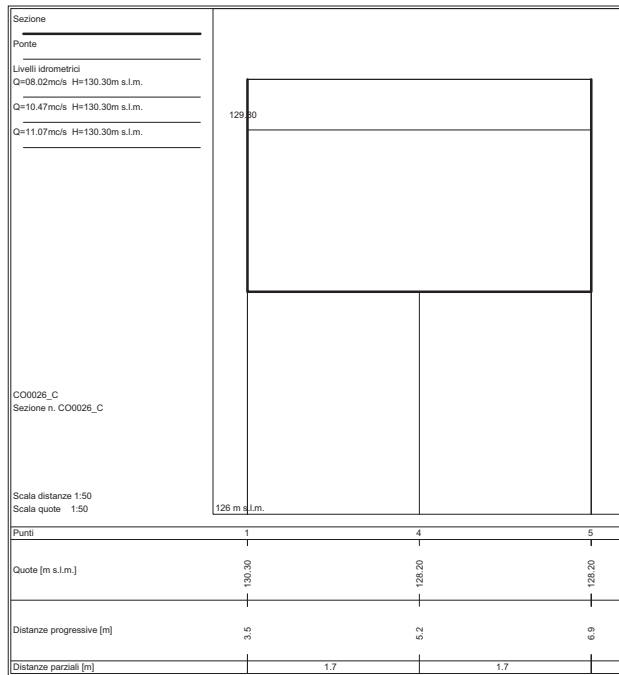 Sezione
Ponte
Livelli idrometrici
Q=08.02mc/s H=130.30m s.l.m.
Q=10.47mc/s H=130.30m s.l.m.
Q=11.07mc/s H=130.30m s.l.m.
129.80
CO0026_C
Sezione n. CO0026_C
Scala distanze 1:50
Scala quote 1:50
126 m s.l.m.
Punti 1 4 5
Quote [m s.l.m.] 130.30 128.20 128.20
Distanze progressive [m] 3.5 5.2 6.9
Distanze parziali [m] 1.7 1.7